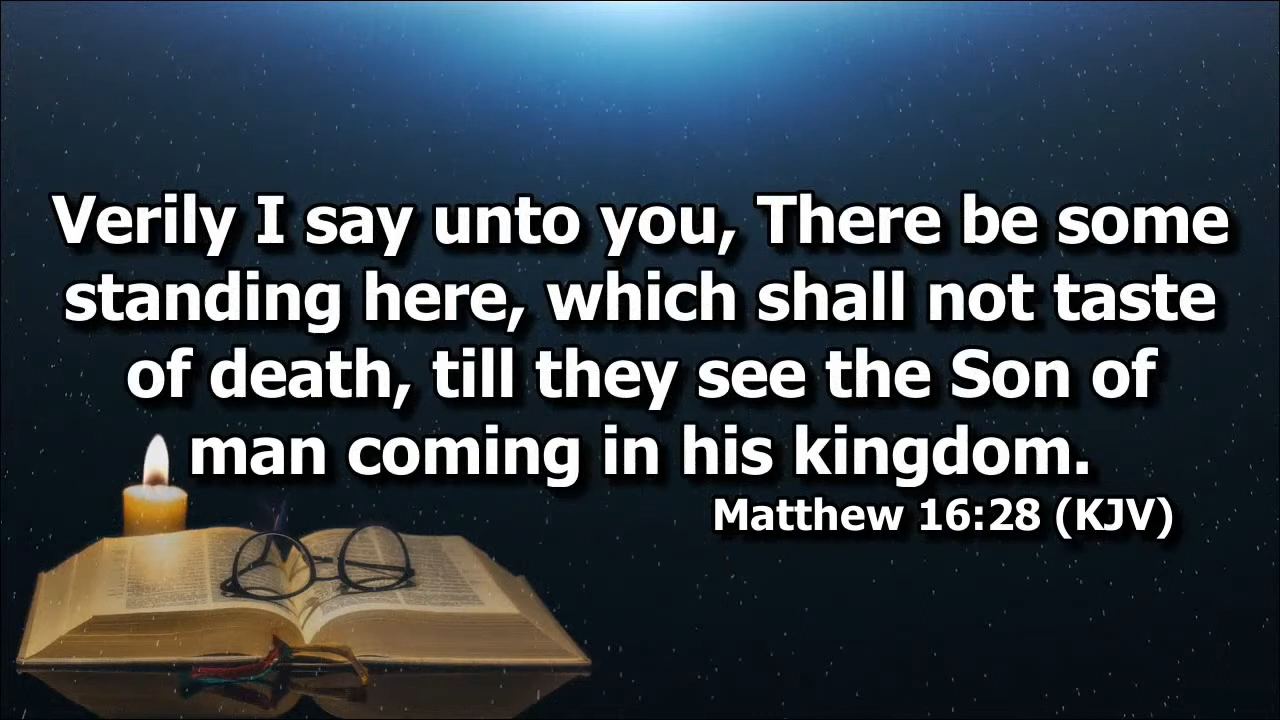 Verily I say unto you, There be some
standing here, which shall not taste
of death, till they see the Son of
man coming in his kingdom.
Matthew 16:28 (KJV)